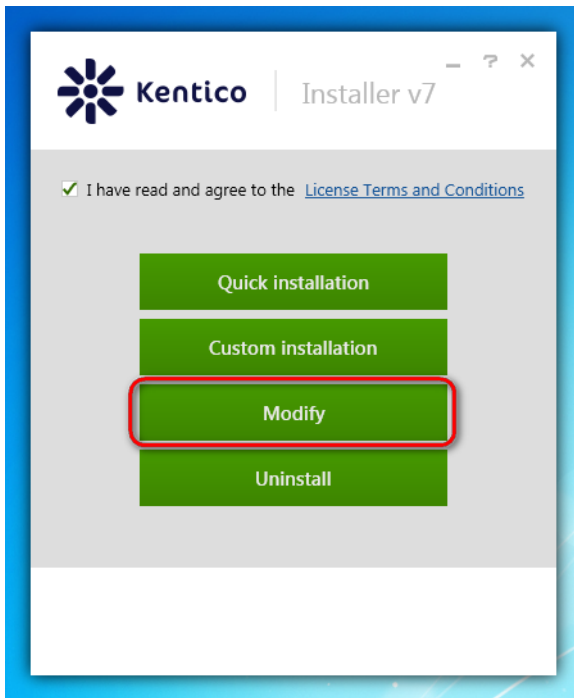 Kentico Installer v7
I have read and agree to the License Terms and Conditions
Quick installation
Custom installation
Modify
Uninstall